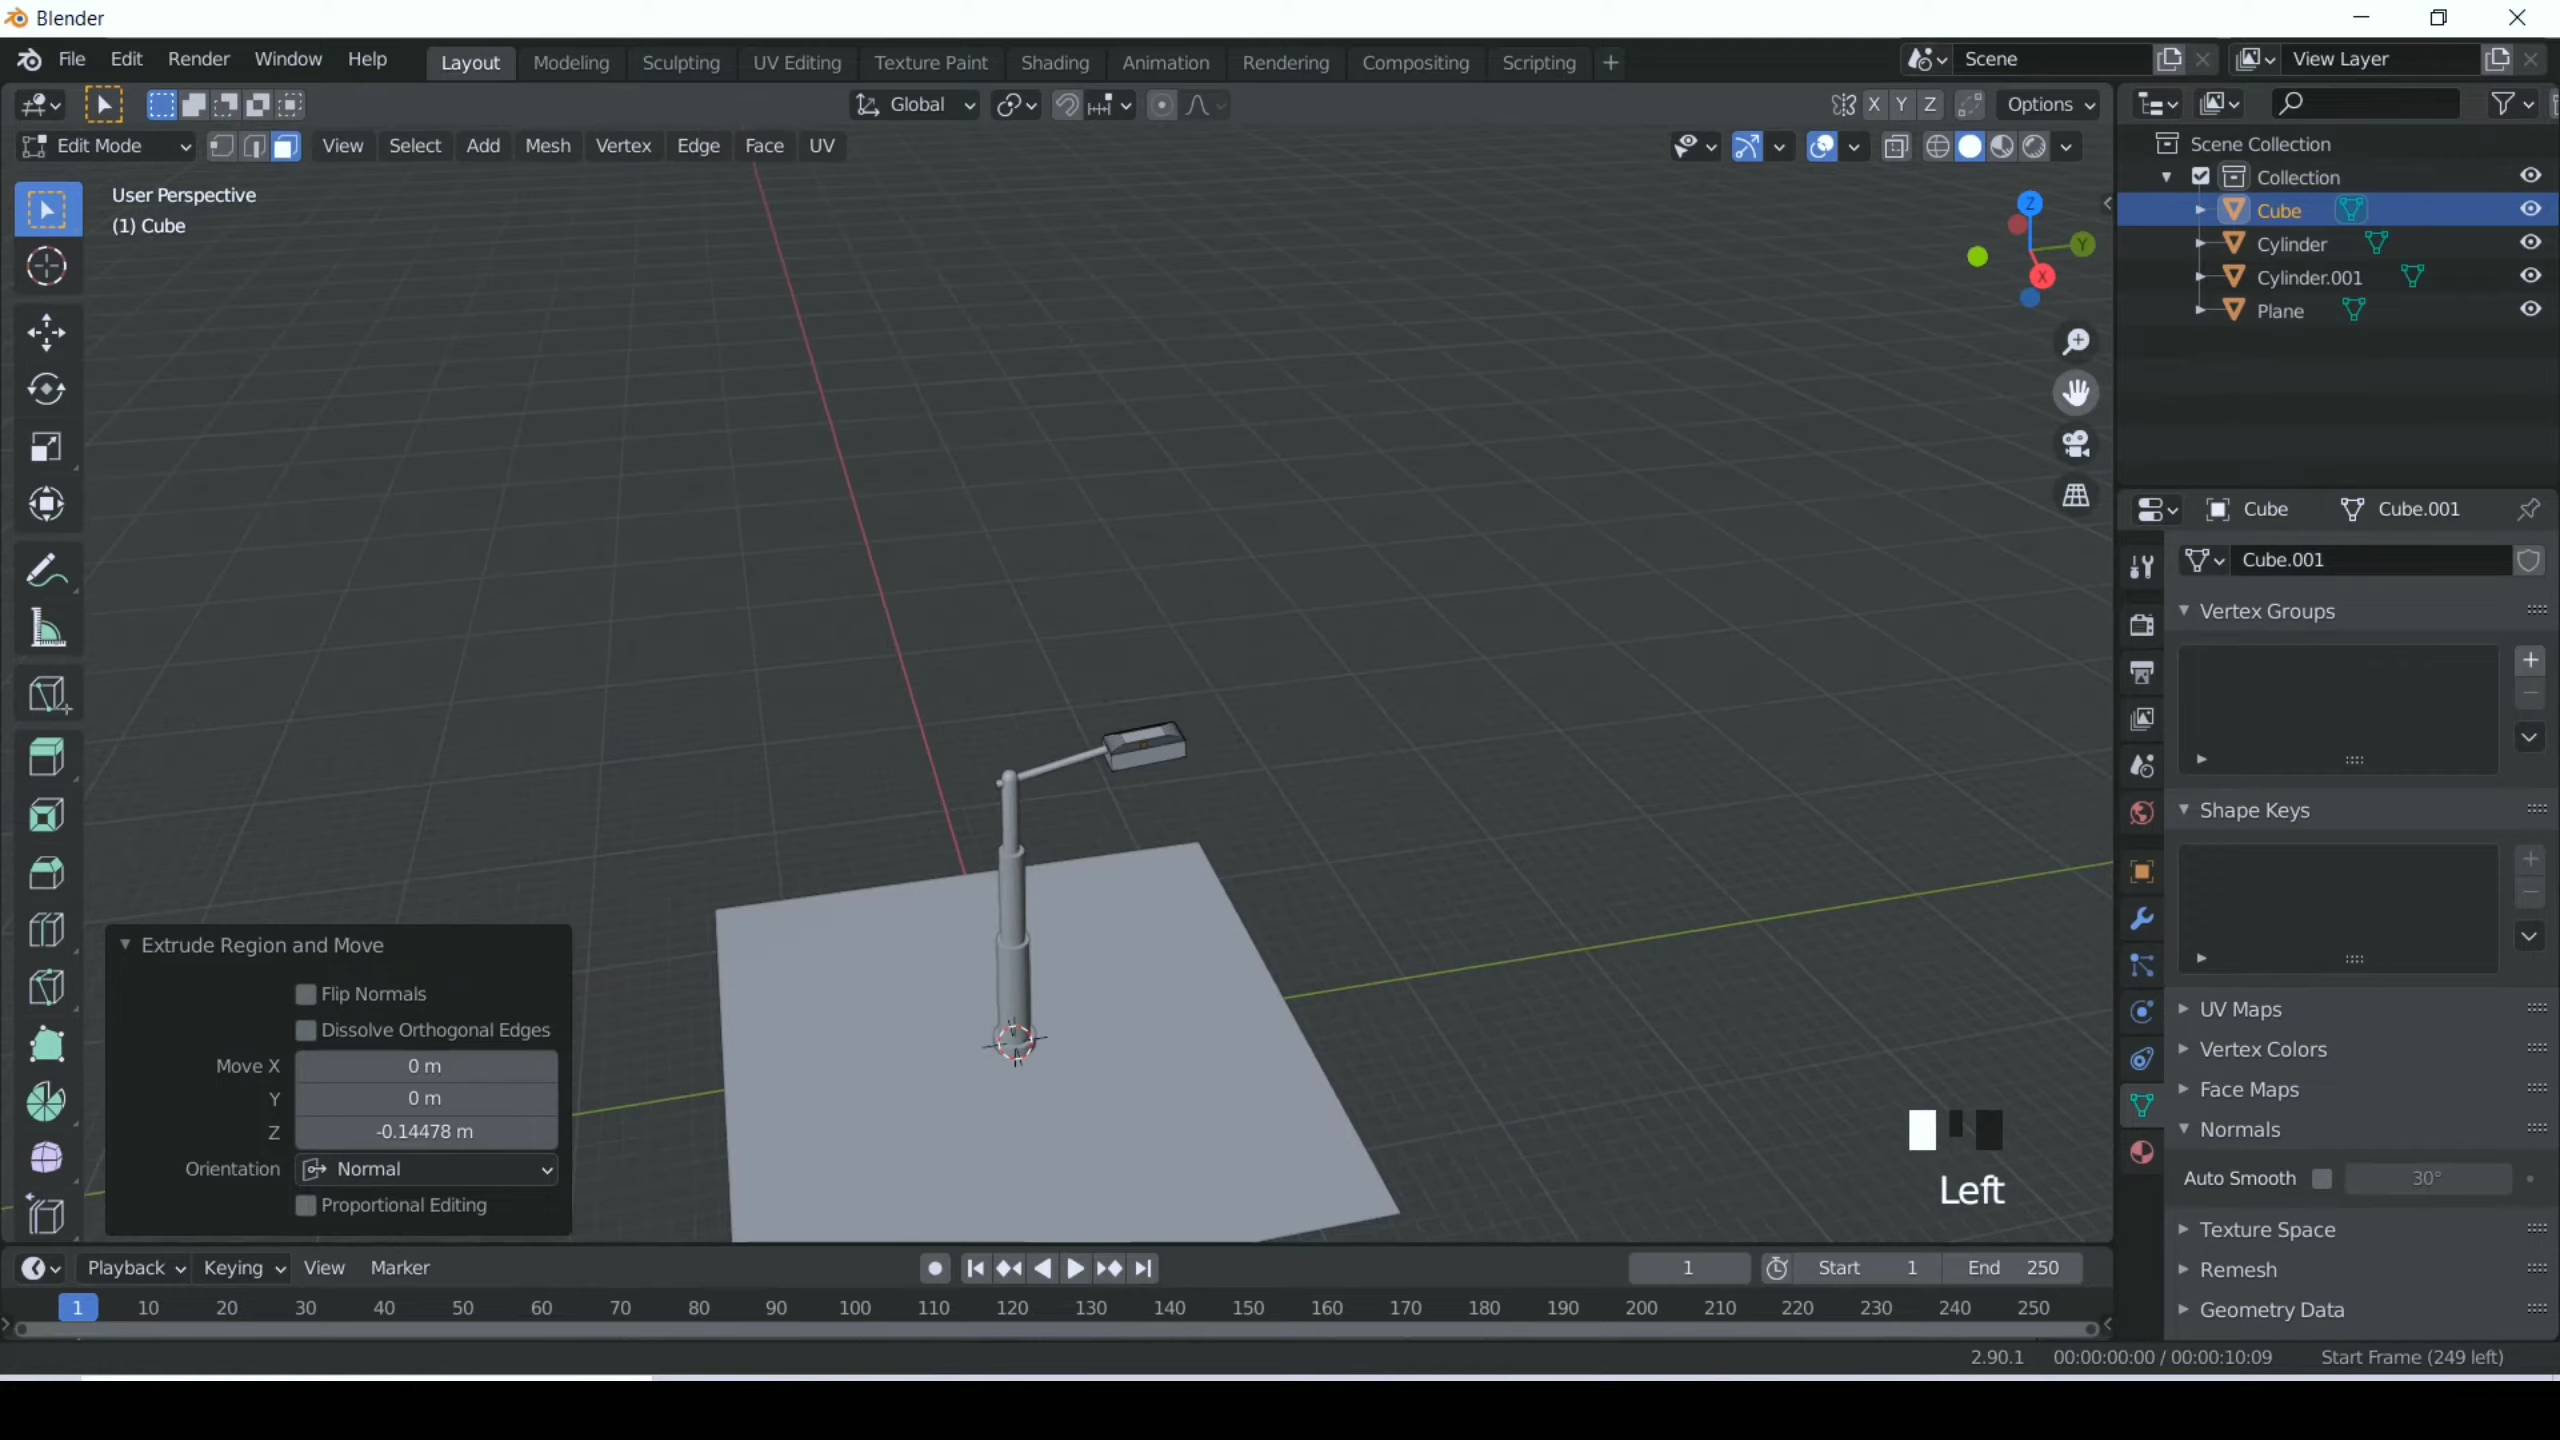 Blender
File Edit Render Window Help Layout Modeling Sculpting UV Editing Texture Paint Shading Animation Rendering Compositing Scripting + Scene View Layer
Global X Y Z Options
Edit Mode View Select Add Mesh Vertex Edge Face UV
User Perspective
(1) Cube
Z
Y
X
Scene Collection
Collection
Cube
Cylinder
Cylinder.001
Plane
Cube Cube.001
Cube.001
Vertex Groups
Shape Keys
UV Maps
Vertex Colors
Face Maps
Normals
Auto Smooth 30°
Texture Space
Remesh
Geometry Data
Extrude Region and Move
Flip Normals
Dissolve Orthogonal Edges
Move X 0 m
Y 0 m
Z -0.14478 m
Orientation Normal
Proportional Editing
Left
Playback Keying View Marker 1 Start 1 End 250
1 10 20 30 40 50 60 70 80 90 100 110 120 130 140 150 160 170 180 190 200 210 220 230 240 250
2.90.1 00:00:00:00 / 00:00:10:09 Start Frame (249 left)